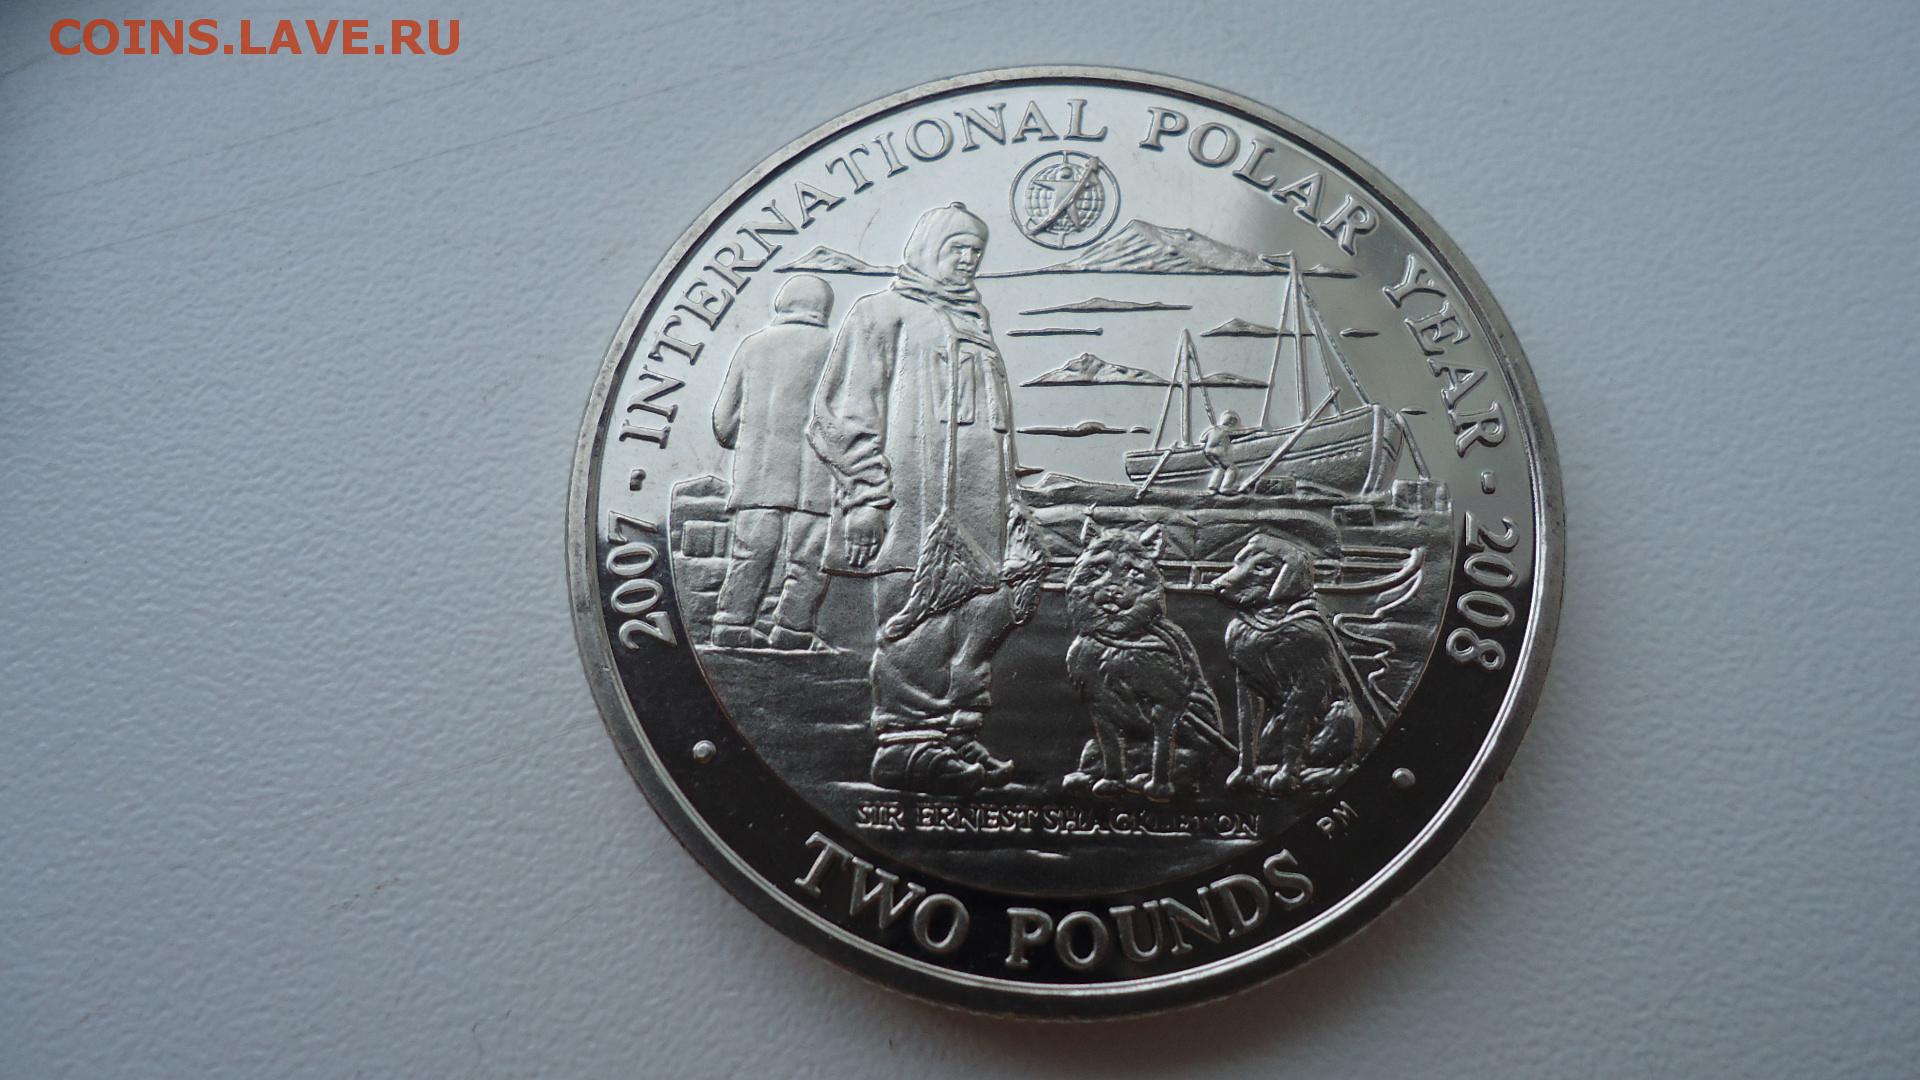 COINS.LAVE.RU
2007 - INTERNATIONAL POLAR YEAR - 2008
SIR ERNEST SHACKLETON
PM
TWO POUNDS